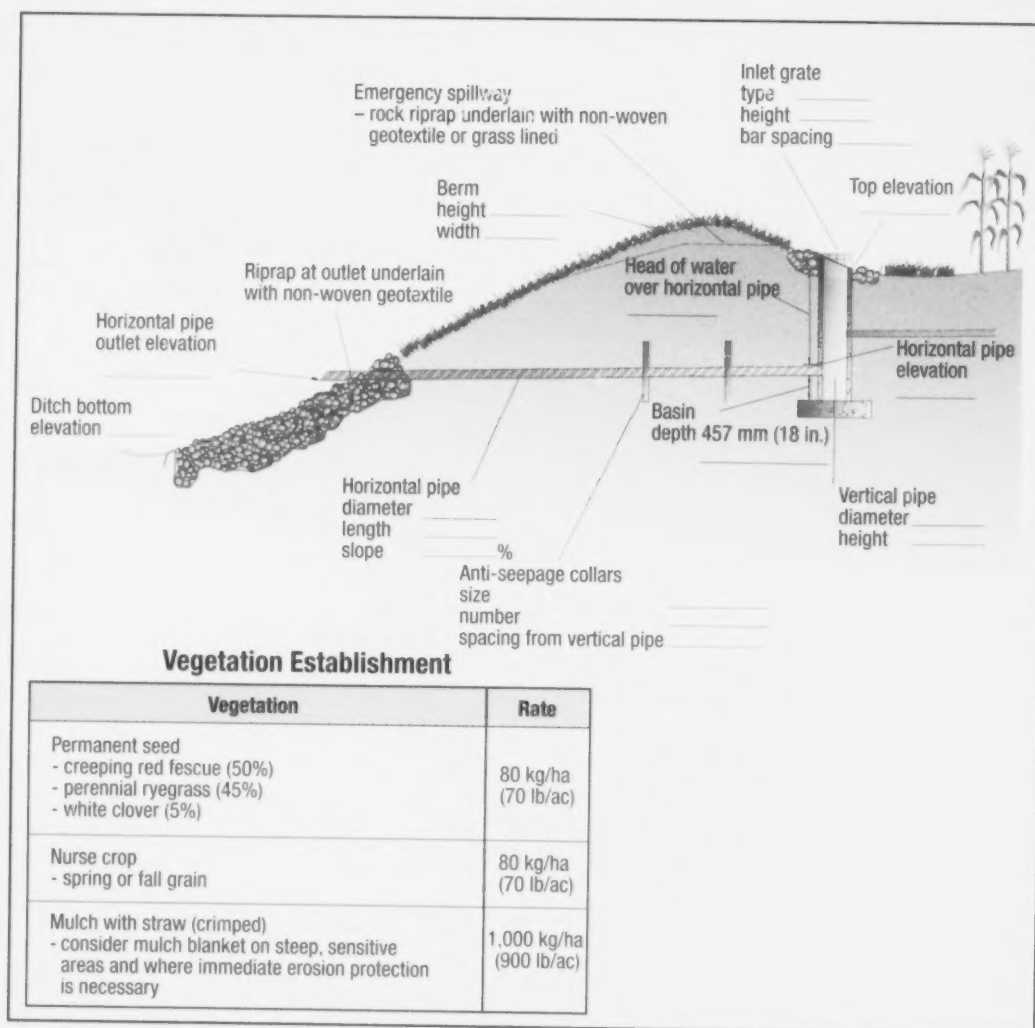 Emergency spillway
– rock riprap underlain with non-woven
geotextile or grass lined
Inlet grate
type
height
bar spacing
Berm
height
width
Top elevation
Riprap at outlet underlain
with non-woven geotextile
Head of water
over horizontal pipe
Horizontal pipe
outlet elevation
Horizontal pipe
elevation
Ditch bottom
elevation
Basin
depth 457 mm (18 in.)
Horizontal pipe
diameter
length
slope %
Vertical pipe
diameter
height
Anti-seepage collars
size
number
spacing from vertical pipe
Vegetation Establishment
Vegetation Rate
Permanent seed
- creeping red fescue (50%)
- perennial ryegrass (45%)
- white clover (5%)
80 kg/ha
(70 lb/ac)
Nurse crop
- spring or fall grain
80 kg/ha
(70 lb/ac)
Mulch with straw (crimped)
- consider mulch blanket on steep, sensitive
areas and where immediate erosion protection
is necessary
1,000 kg/ha
(900 lb/ac)